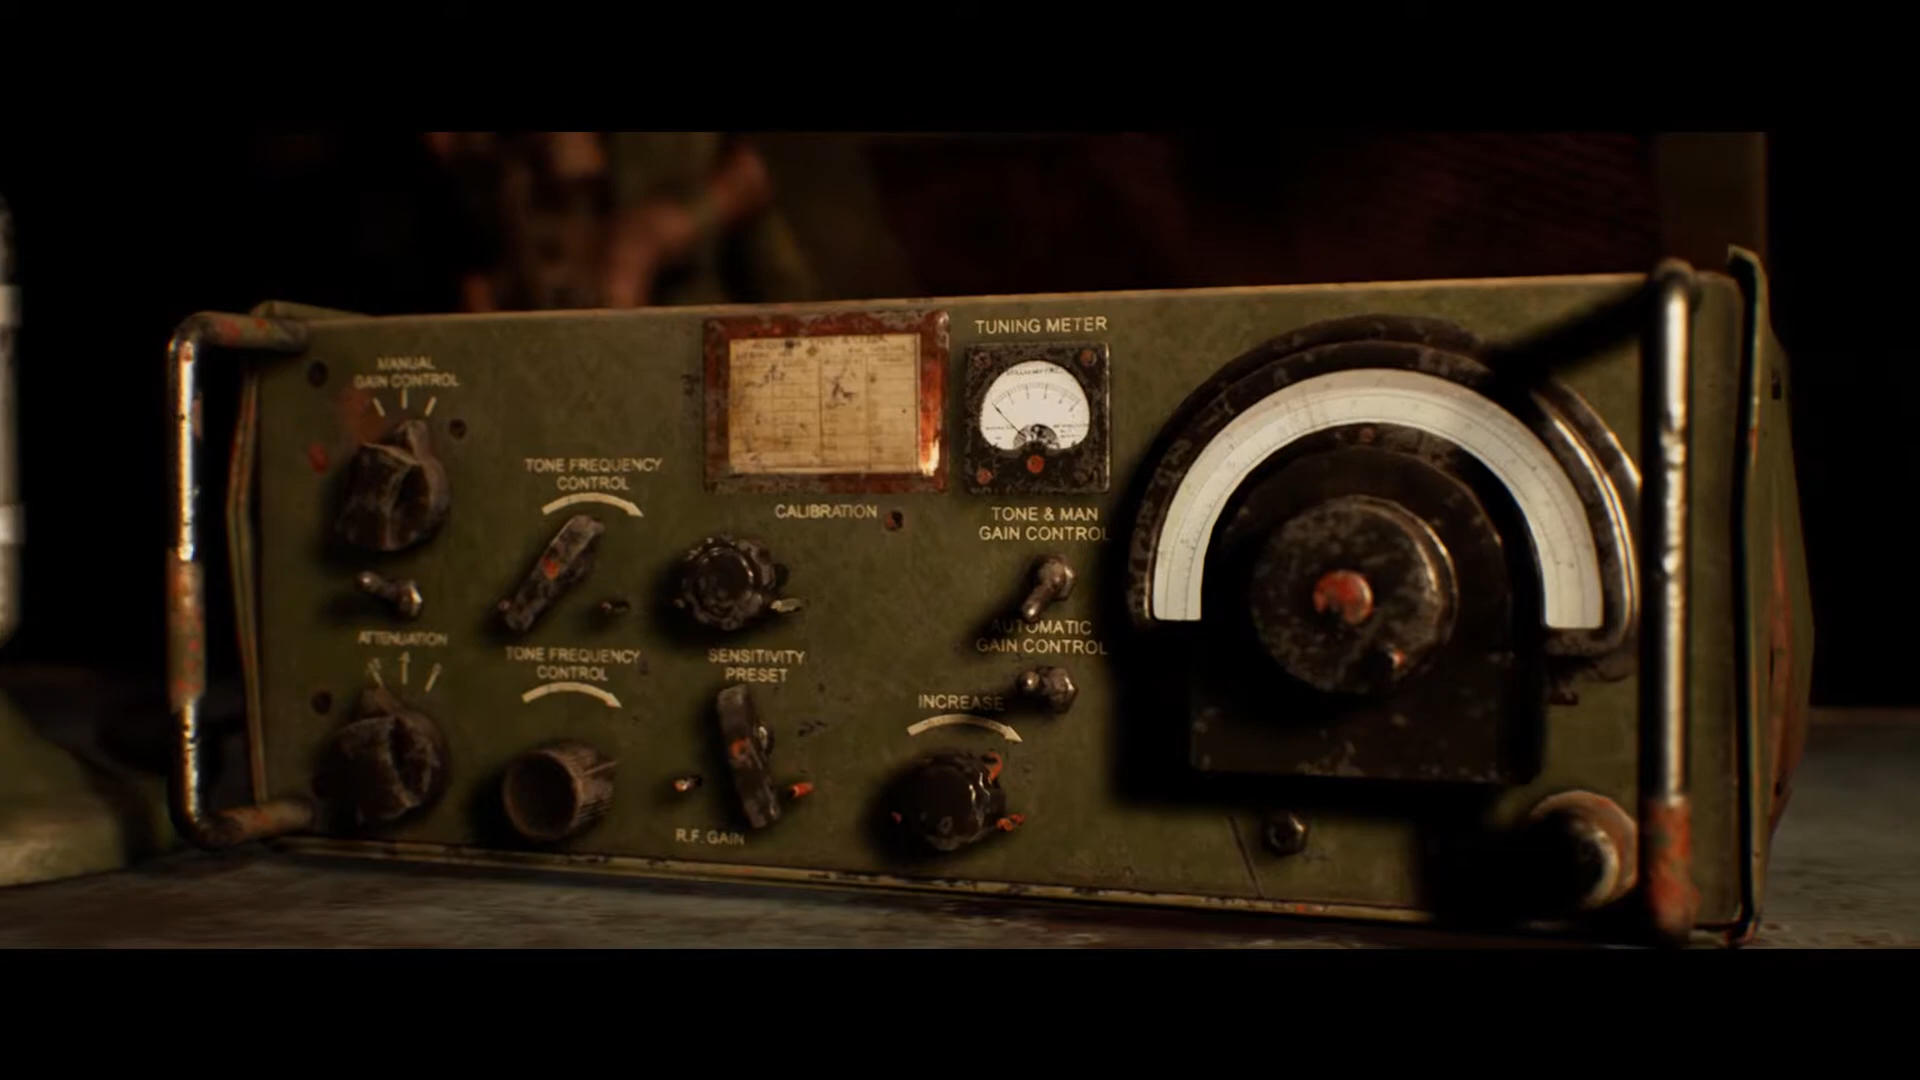 MANUAL
GAIN CONTROL
TONE FREQUENCY
CONTROL
CALIBRATION
TUNING METER
TONE & MAN
GAIN CONTROL
ATTENUATION
TONE FREQUENCY
CONTROL
SENSITIVITY
PRESET
AUTOMATIC
GAIN CONTROL
INCREASE
R.F. GAIN